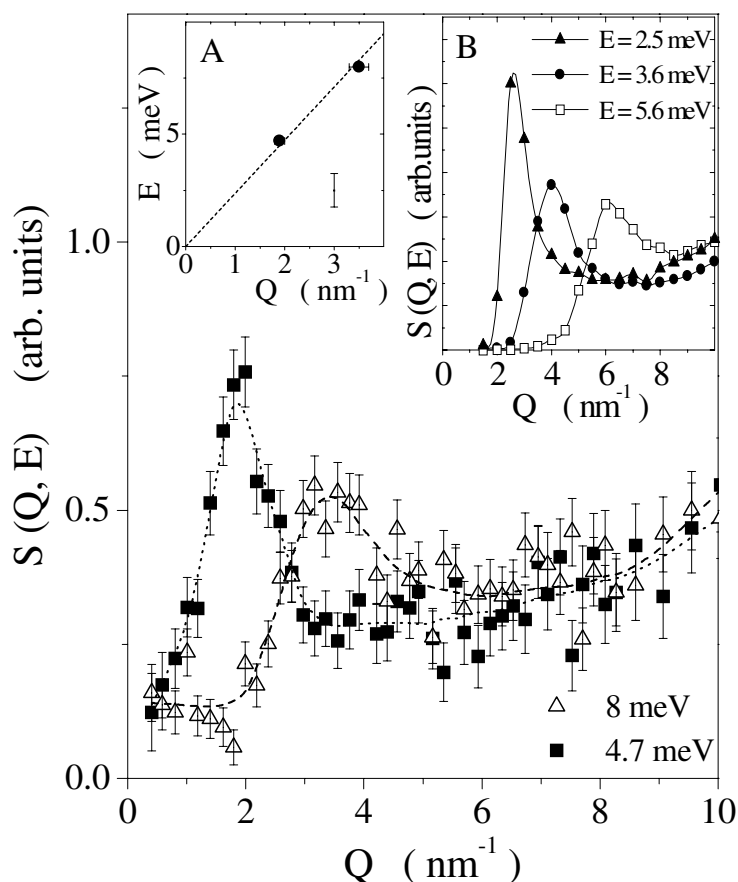 S (Q, E) (arb. units)
1.0
0.5
0.0
0 2 4 6 8 10
Q ( nm⁻¹ )
8 meV
4.7 meV
A
E ( meV )
5
0
0 1 2 3
Q ( nm⁻¹ )
B
E = 2.5 meV
E = 3.6 meV
E = 5.6 meV
S (Q, E) (arb.units)
2 4 6 8
Q ( nm⁻¹ )